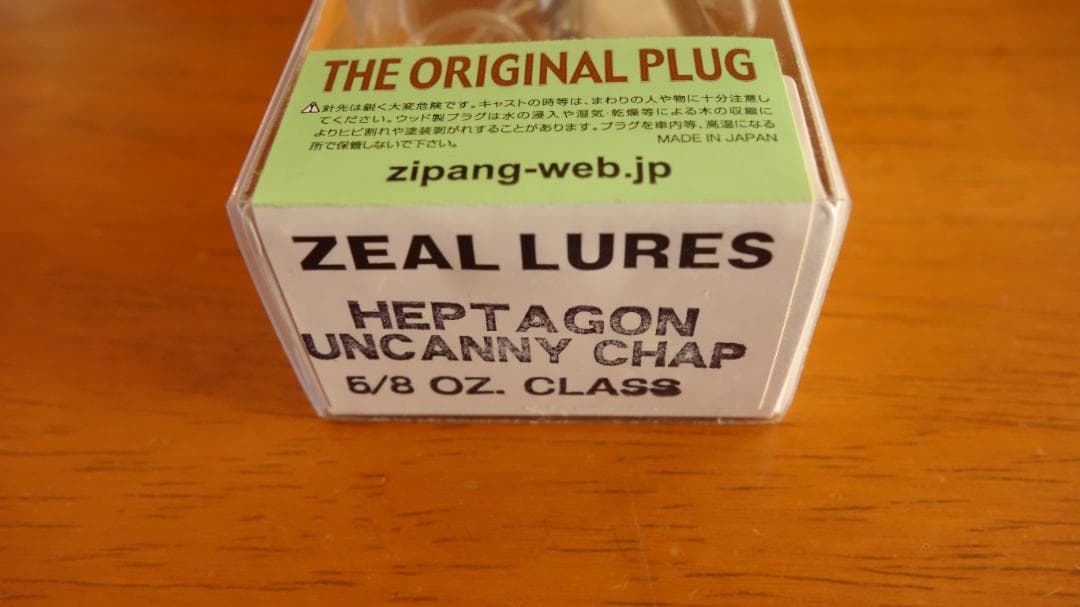 THE ORIGINAL PLUG
⚠針先は鋭く大変危険です。キャストの時等は、まわりの人や物に十分注意し
てください。ウッド製プラグは水の浸入や湿気・乾燥等による木の収縮に
よりヒビ割れや塗装剥がれすることがあります。プラグを車内等、高温になる
所で保管しないで下さい。
MADE IN JAPAN
zipang-web.jp
ZEAL LURES
HEPTAGON
UNCANNY CHAP
5/8 OZ. CLASS